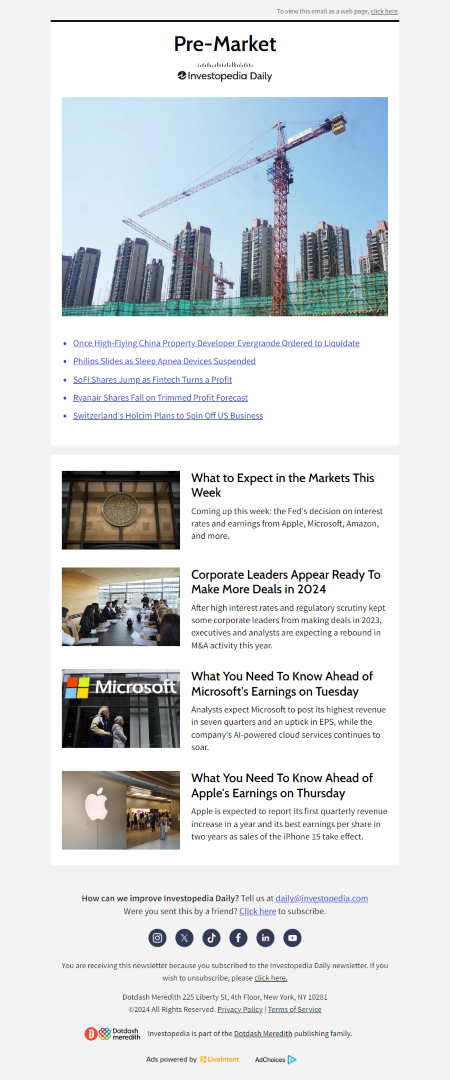 To view this email as a web page, click here.
Pre-Market
Investopedia Daily
Once High-Flying China Property Developer Evergrande Ordered to Liquidate
Philips Slides as Sleep Apnea Devices Suspended
SoFi Shares Jump as Fintech Turns a Profit
Ryanair Shares Fall on Trimmed Profit Forecast
Switzerland's Holcim Plans to Spin Off US Business
What to Expect in the Markets This
Week
Coming up this week: the Fed's decision on interest
rates and earnings from Apple, Microsoft, Amazon,
and more.
Corporate Leaders Appear Ready To
Make More Deals in 2024
After high interest rates and regulatory scrutiny kept
some corporate leaders from making deals in 2023,
executives and analysts are expecting a rebound in
M&A activity this year.
Microsoft
What You Need To Know Ahead of
Microsoft's Earnings on Tuesday
Analysts expect Microsoft to post its highest revenue
in seven quarters and an uptick in EPS, while the
company's AI-powered cloud services continues to
soar.
What You Need To Know Ahead of
Apple's Earnings on Thursday
Apple is expected to report its first quarterly revenue
increase in a year and its best earnings per share in
two years as sales of the iPhone 15 take effect.
How can we improve Investopedia Daily? Tell us at daily@investopedia.com
Were you sent this by a friend? Click here to subscribe.
You are receiving this newsletter because you subscribed to the Investopedia Daily newsletter. If you
wish to unsubscribe, please click here.
Dotdash Meredith 225 Liberty St, 4th Floor, New York, NY 10281
©2024 All Rights Reserved. Privacy Policy | Terms of Service
Dotdash
meredith
Investopedia is part of the Dotdash Meredith publishing family.
Ads powered by LiveIntent
AdChoices